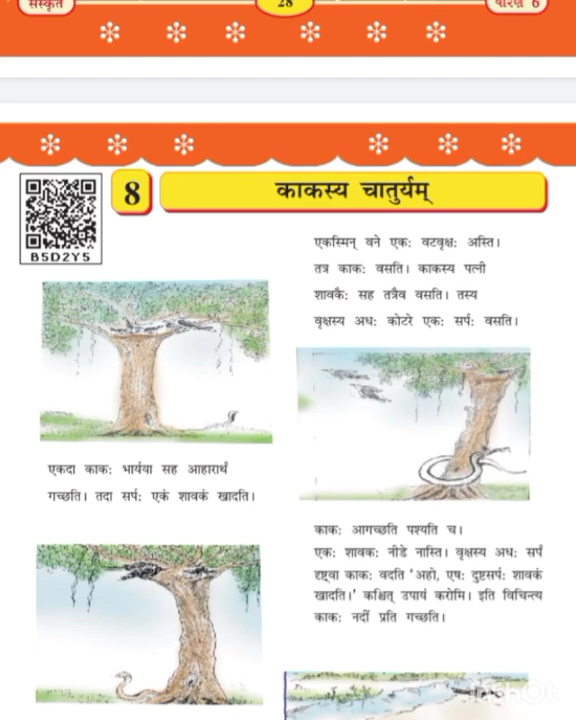 संस्कृत
28
धोरण 6
B5D2Y5
8
काकस्य चातुर्यम्
एकस्मिन् वने एकः वटवृक्षः अस्ति।
तत्र काकः वसति। काकस्य पत्नी
शावकैः सह तत्रैव वसति। तस्य
वृक्षस्य अधः कोटरे एकः सर्पः वसति।
एकदा काकः भार्यया सह आहारार्थं
गच्छति। तदा सर्पः एकं शावकं खादति।
काकः आगच्छति पश्यति च।
एकः शावकः नीडे नास्ति। वृक्षस्य अधः सर्पं
दृष्ट्वा काकः वदति ‘अहो, एषः दुष्टसर्पः शावकं
खादति।’ कञ्चित् उपायं करोमि। इति विचिन्त्य
काकः नदीं प्रति गच्छति।